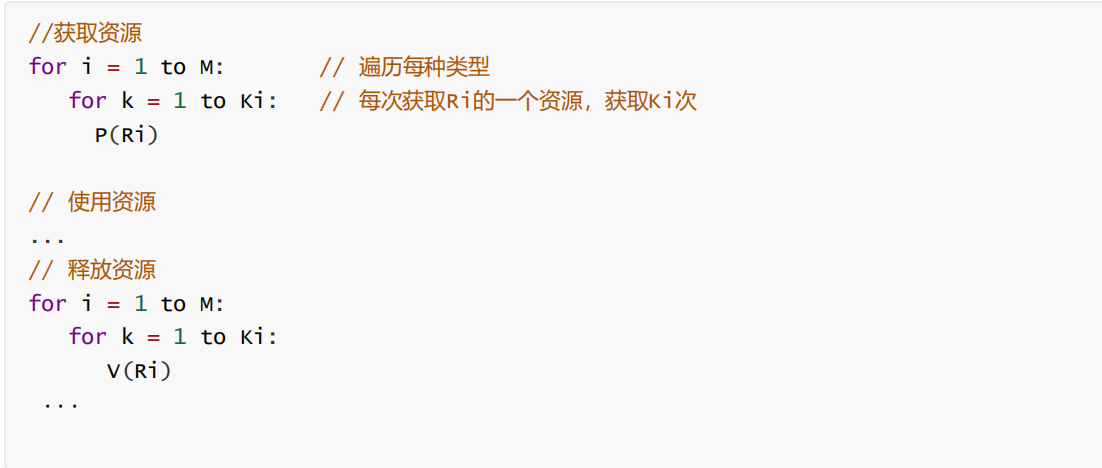 //获取资源
for i = 1 to M:       // 遍历每种类型
   for k = 1 to Ki:   // 每次获取Ri的一个资源，获取Ki次
     P(Ri)
// 使用资源
...
// 释放资源
for i = 1 to M:
   for k = 1 to Ki:
      V(Ri)
 ...